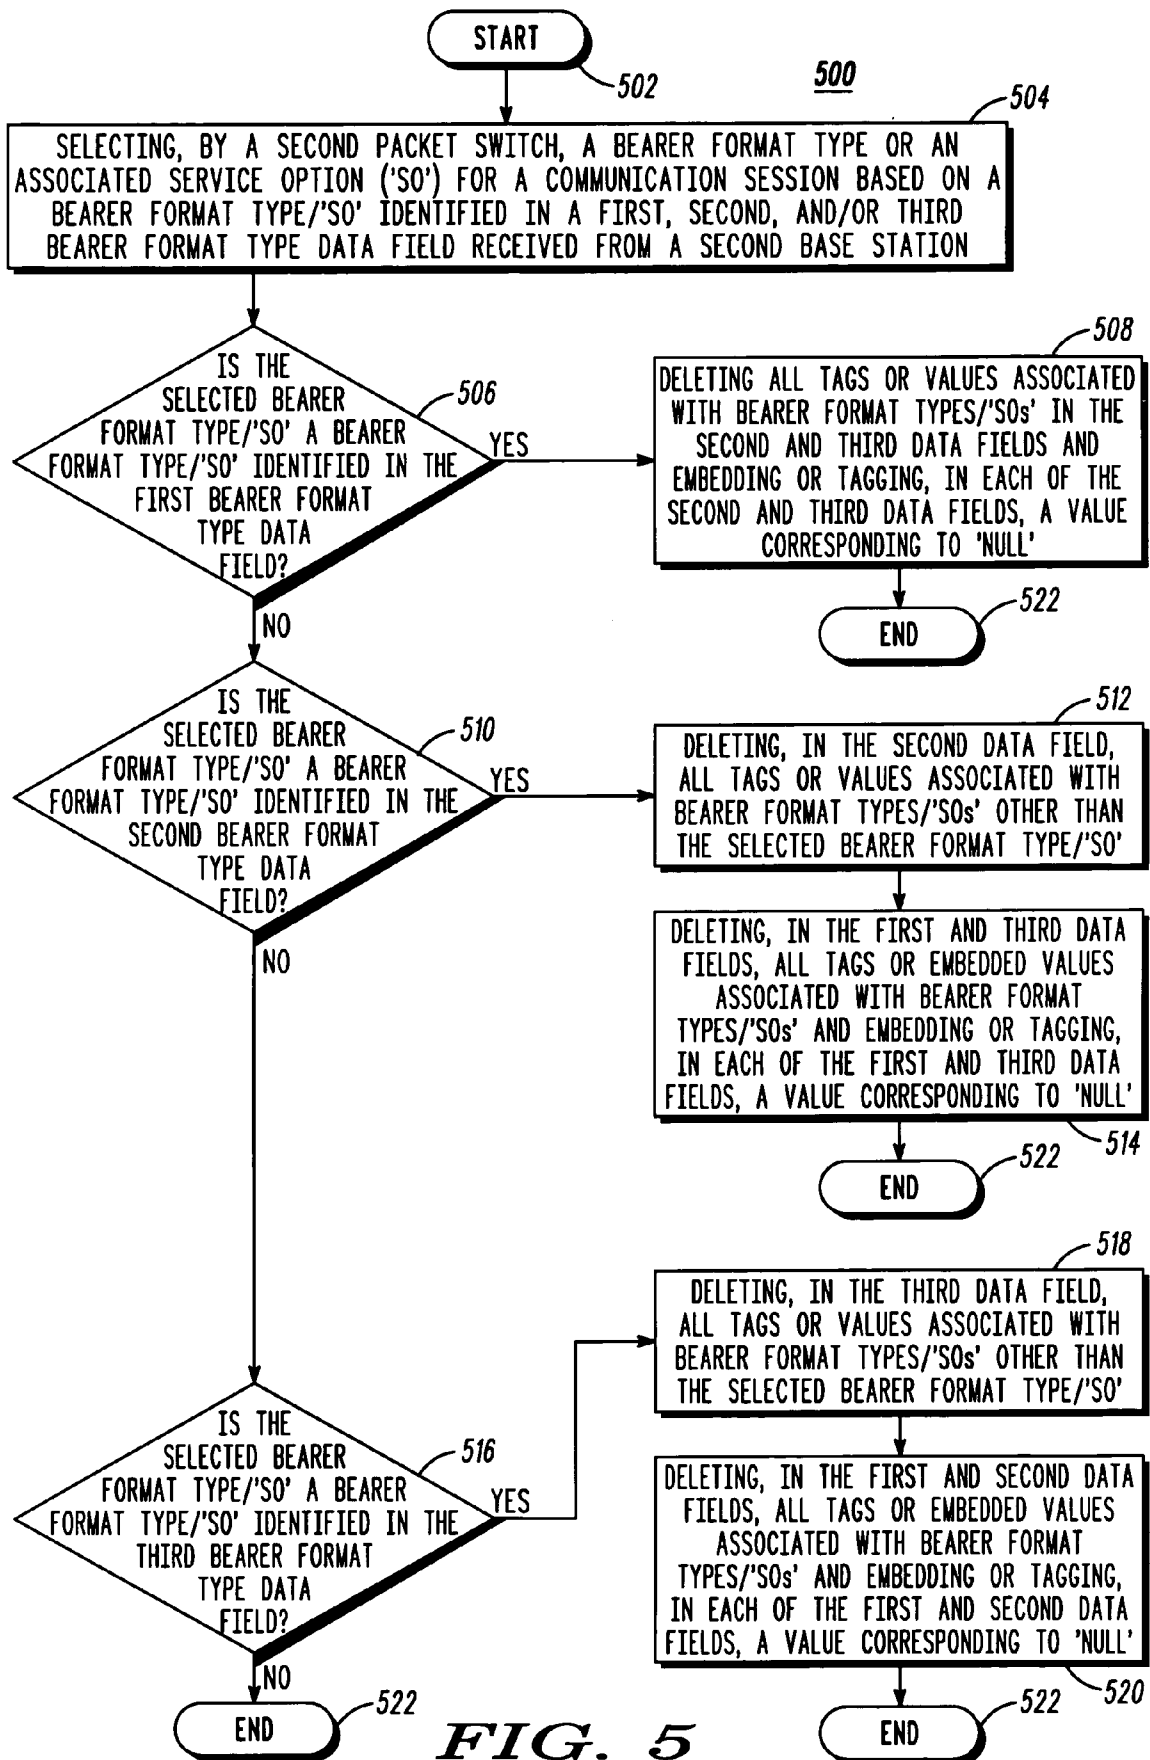 START
502
500
504
SELECTING, BY A SECOND PACKET SWITCH, A BEARER FORMAT TYPE OR AN
ASSOCIATED SERVICE OPTION ('SO') FOR A COMMUNICATION SESSION BASED ON A
BEARER FORMAT TYPE/'SO' IDENTIFIED IN A FIRST, SECOND, AND/OR THIRD
BEARER FORMAT TYPE DATA FIELD RECEIVED FROM A SECOND BASE STATION
IS THE
SELECTED BEARER
FORMAT TYPE/'SO' A BEARER
FORMAT TYPE/'SO' IDENTIFIED IN THE
FIRST BEARER FORMAT
TYPE DATA
FIELD?
506
YES
NO
508
DELETING ALL TAGS OR VALUES ASSOCIATED
WITH BEARER FORMAT TYPES/'SOs' IN THE
SECOND AND THIRD DATA FIELDS AND
EMBEDDING OR TAGGING, IN EACH OF THE
SECOND AND THIRD DATA FIELDS, A VALUE
CORRESPONDING TO 'NULL'
END
522
IS THE
SELECTED BEARER
FORMAT TYPE/'SO' A BEARER
FORMAT TYPE/'SO' IDENTIFIED IN THE
SECOND BEARER FORMAT
TYPE DATA
FIELD?
510
YES
NO
512
DELETING, IN THE SECOND DATA FIELD,
ALL TAGS OR VALUES ASSOCIATED WITH
BEARER FORMAT TYPES/'SOs' OTHER THAN
THE SELECTED BEARER FORMAT TYPE/'SO'
DELETING, IN THE FIRST AND THIRD DATA
FIELDS, ALL TAGS OR EMBEDDED VALUES
ASSOCIATED WITH BEARER FORMAT
TYPES/'SOs' AND EMBEDDING OR TAGGING,
IN EACH OF THE FIRST AND THIRD DATA
FIELDS, A VALUE CORRESPONDING TO 'NULL'
514
END
522
IS THE
SELECTED BEARER
FORMAT TYPE/'SO' A BEARER
FORMAT TYPE/'SO' IDENTIFIED IN THE
THIRD BEARER FORMAT
TYPE DATA
FIELD?
516
YES
NO
518
DELETING, IN THE THIRD DATA FIELD,
ALL TAGS OR VALUES ASSOCIATED WITH
BEARER FORMAT TYPES/'SOs' OTHER THAN
THE SELECTED BEARER FORMAT TYPE/'SO'
DELETING, IN THE FIRST AND SECOND DATA
FIELDS, ALL TAGS OR EMBEDDED VALUES
ASSOCIATED WITH BEARER FORMAT
TYPES/'SOs' AND EMBEDDING OR TAGGING,
IN EACH OF THE FIRST AND SECOND DATA
FIELDS, A VALUE CORRESPONDING TO 'NULL'
520
END
522
END
522
FIG. 5